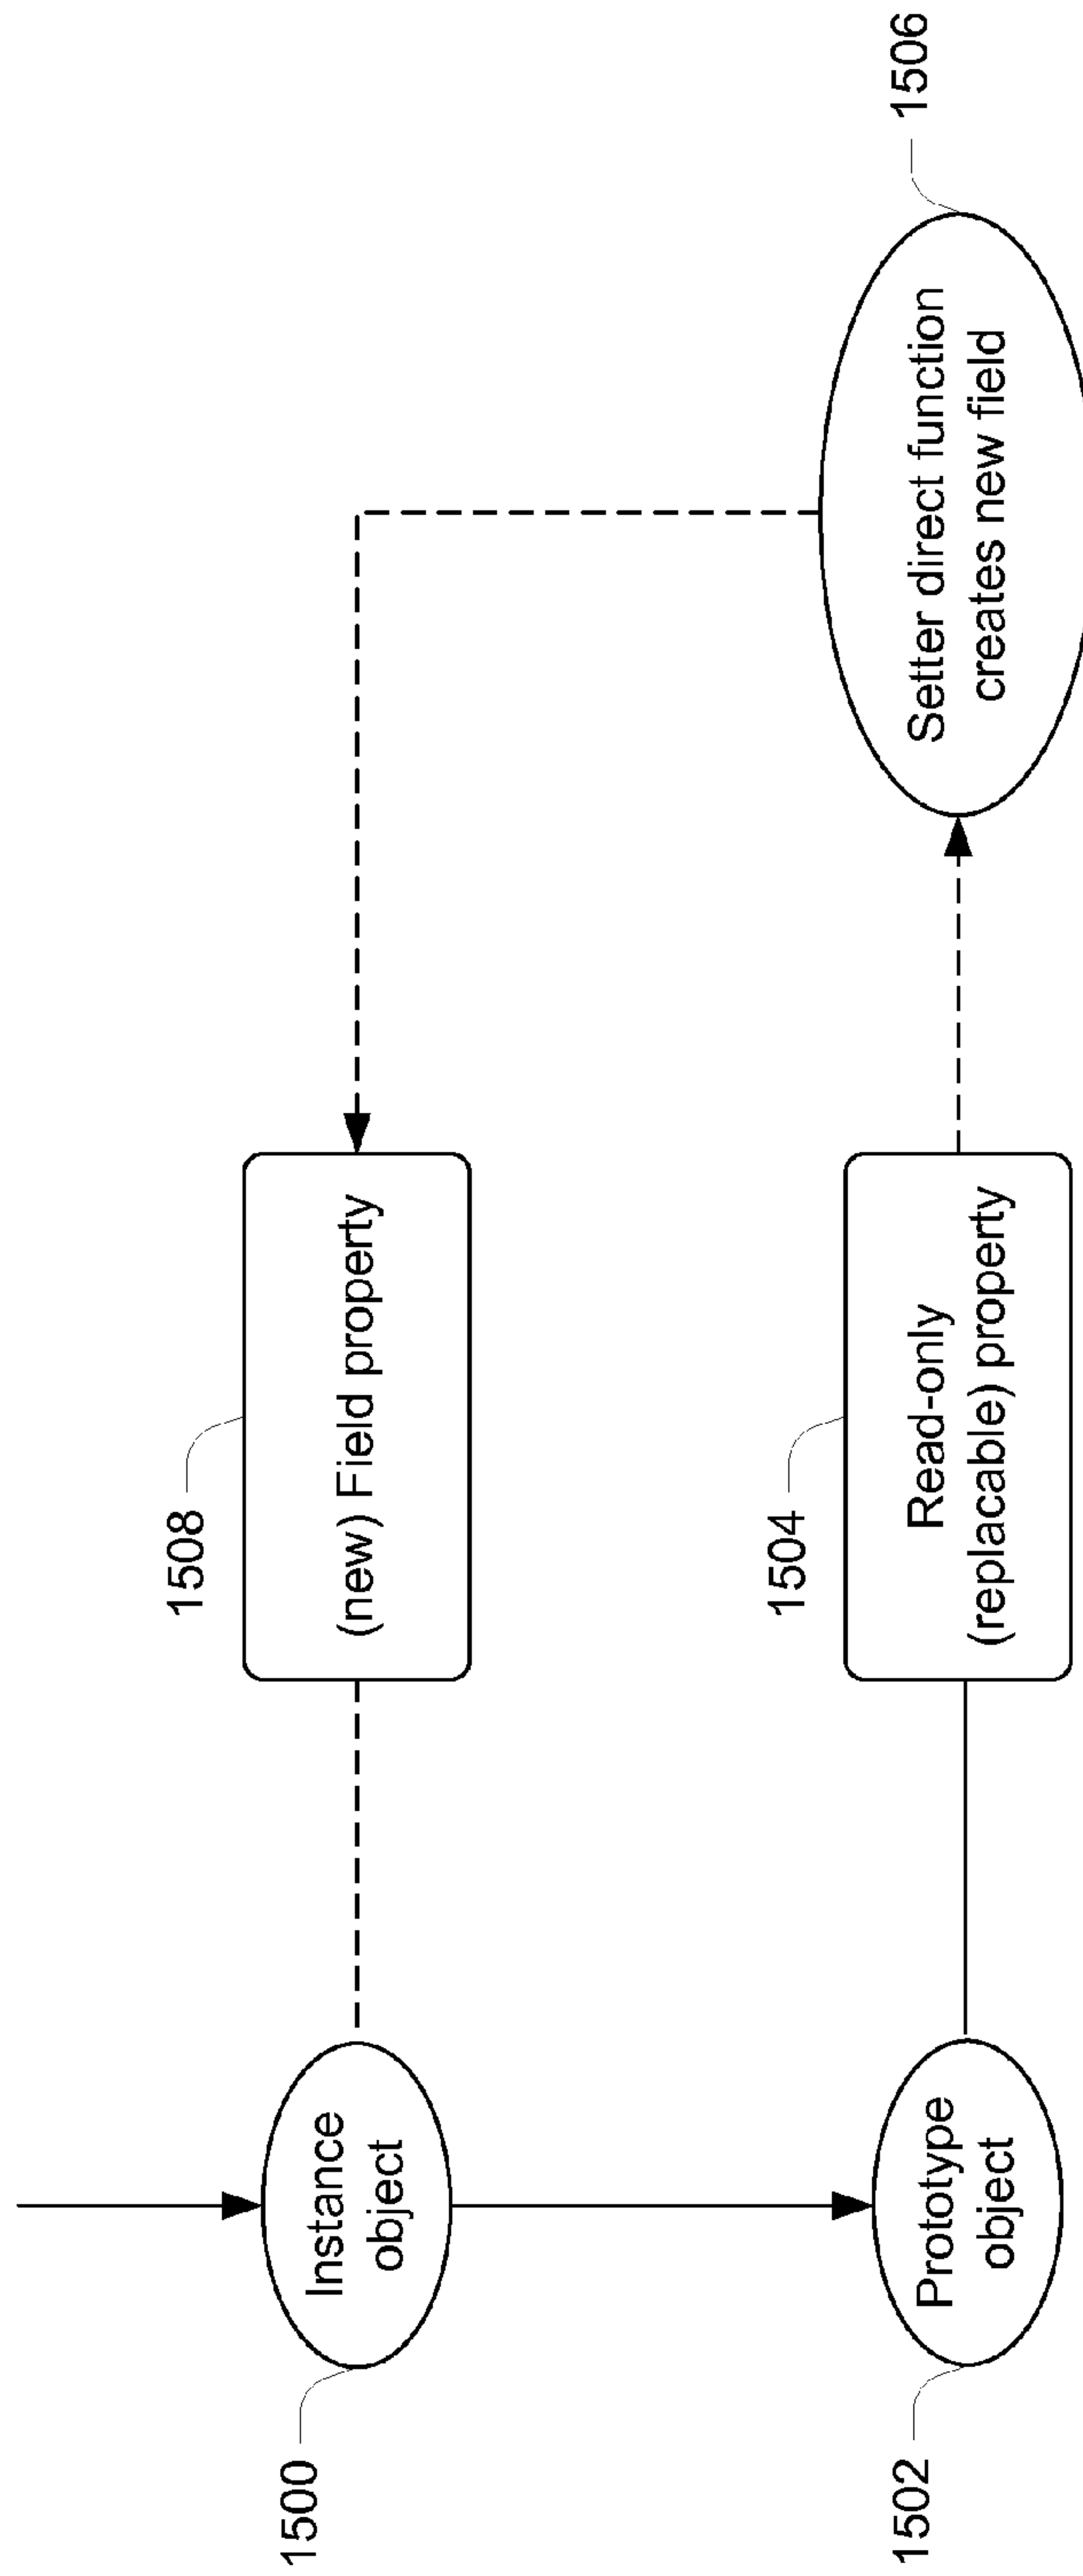 1500
Instance
object
1508
(new) Field property
1502
Prototype
object
1504
Read-only
(replacable) property
1506
Setter direct function
creates new field